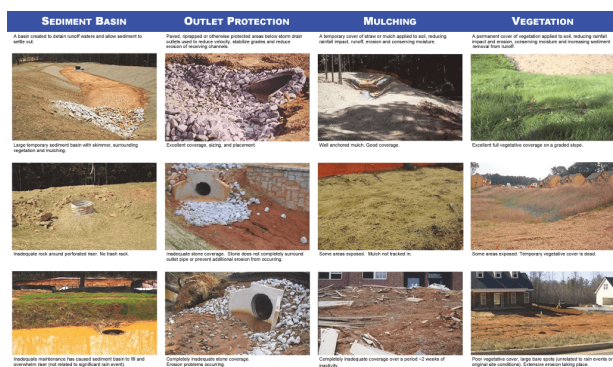 SEDIMENT BASIN
A basin created to detain runoff waters and allow sediment to
settle out.
Large temporary sediment basin with skimmer, surrounding
vegetation and mulching.
Inadequate rock around perforated riser. No trash rack.
Inadequate maintenance has caused sediment basin to fill and
overwhelm riser (not related to significant rain event).
OUTLET PROTECTION
Paved, riprapped or otherwise protected areas below storm drain
outlets used to reduce velocity, stabilize grades and reduce
erosion of receiving channels.
Excellent coverage, sizing, and placement.
Inadequate stone coverage. Stone does not completely surround
outlet pipe or prevent additional erosion from occurring.
Completely inadequate stone coverage.
Erosion problems occurring.
MULCHING
A temporary cover of straw or mulch applied to soil, reducing
rainfall impact, runoff, erosion and conserving moisture.
Well anchored mulch. Good coverage.
Some areas exposed. Mulch not tracked in.
Completely inadequate coverage over a period <2 weeks of
inactivity.
VEGETATION
A permanent cover of vegetation applied to soil, reducing rainfall
impact and erosion, conserving moisture and increasing sediment
removal from runoff.
Excellent full vegetative coverage on a graded slope.
Some areas exposed. Temporary vegetative cover is dead.
Poor vegetative cover, large bare spots (unrelated to rain events or
original site conditions). Extensive erosion taking place.